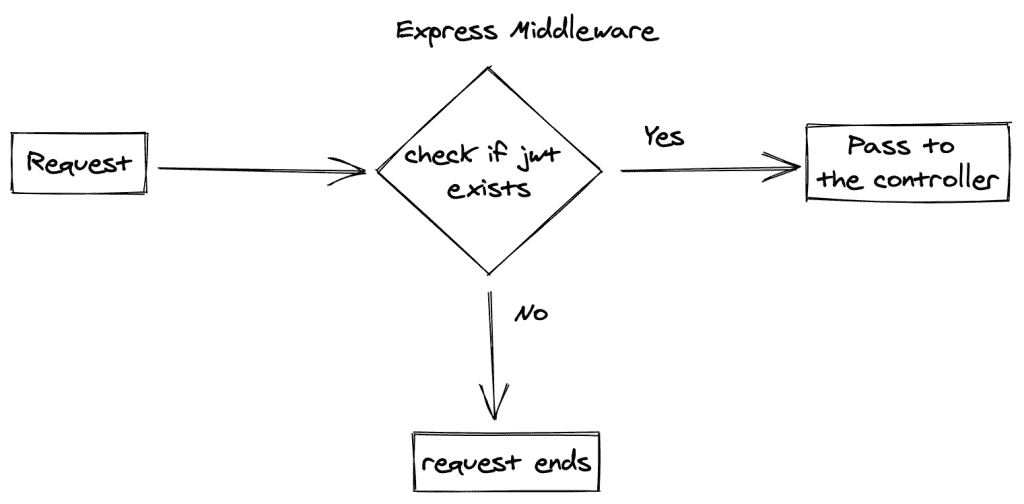 Express Middleware
Request
check if jwt
exists
Yes
Pass to
the controller
No
request ends